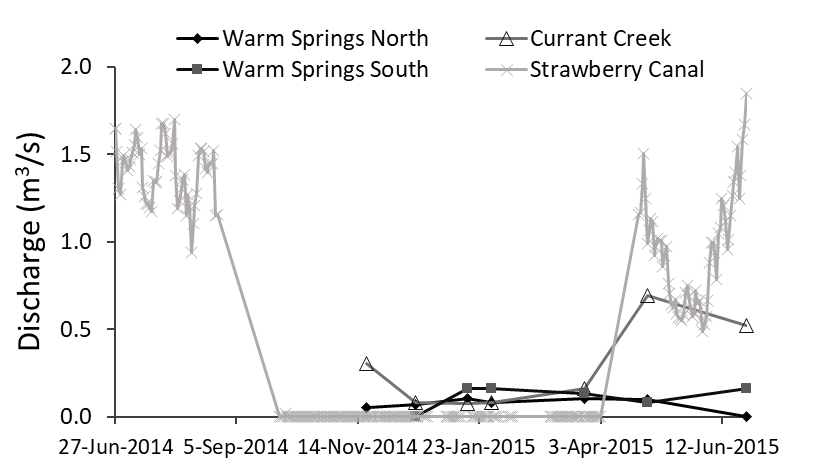 Warm Springs North Currant Creek
Warm Springs South Strawberry Canal
Discharge (m³/s)
2.0
1.5
1.0
0.5
0.0
27-Jun-2014 5-Sep-2014 14-Nov-2014 23-Jan-2015 3-Apr-2015 12-Jun-2015